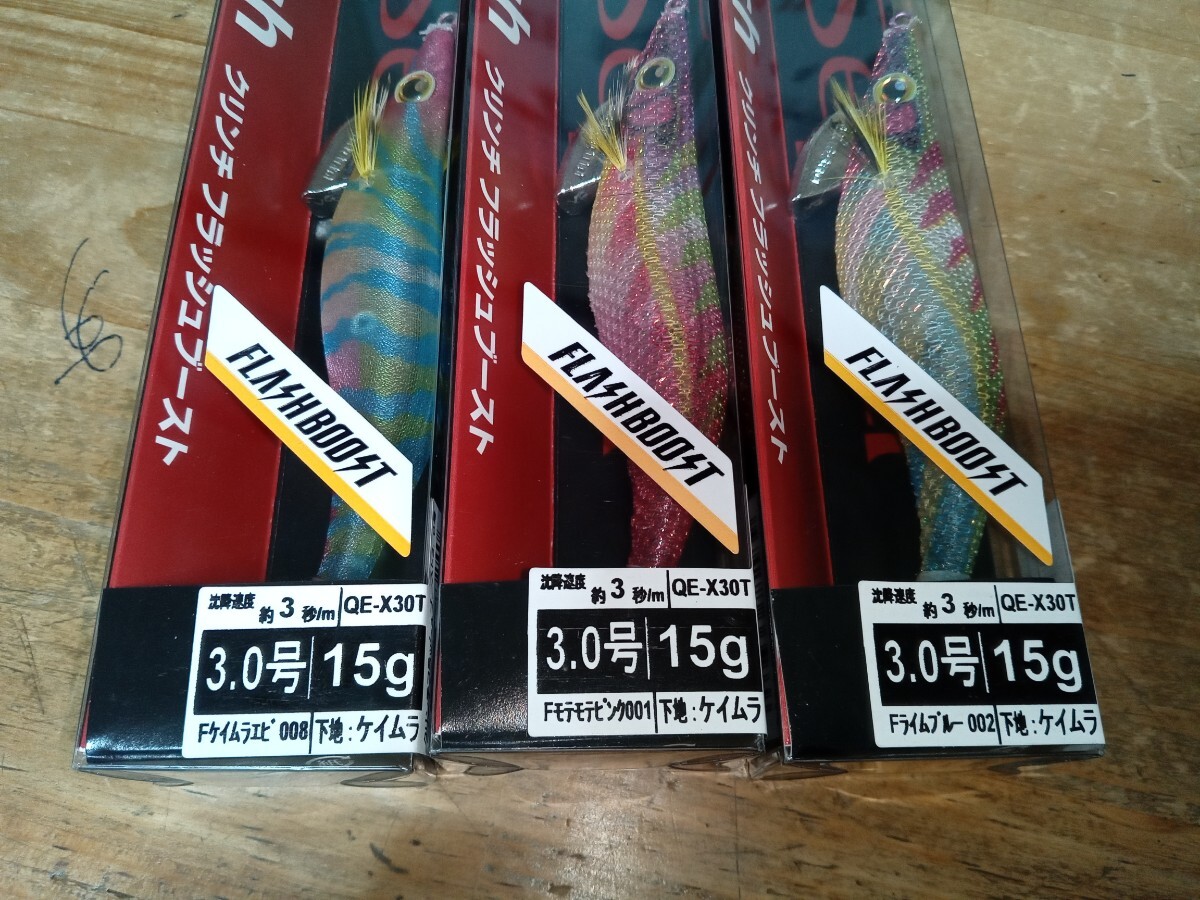 クリンチ フラッシュブースト
FLASHBOOST
沈降速度 約3秒/m QE-X30T
3.0号 15g
Fケイムラエビ 008 下地：ケイムラ
クリンチ フラッシュブースト
FLASHBOOST
沈降速度 約3秒/m QE-X30T
3.0号 15g
Fモテモテピンク001 下地：ケイムラ
クリンチ フラッシュブースト
FLASHBOOST
沈降速度 約3秒/m QE-X30T
3.0号 15g
Fライムブルー 002 下地：ケイムラ